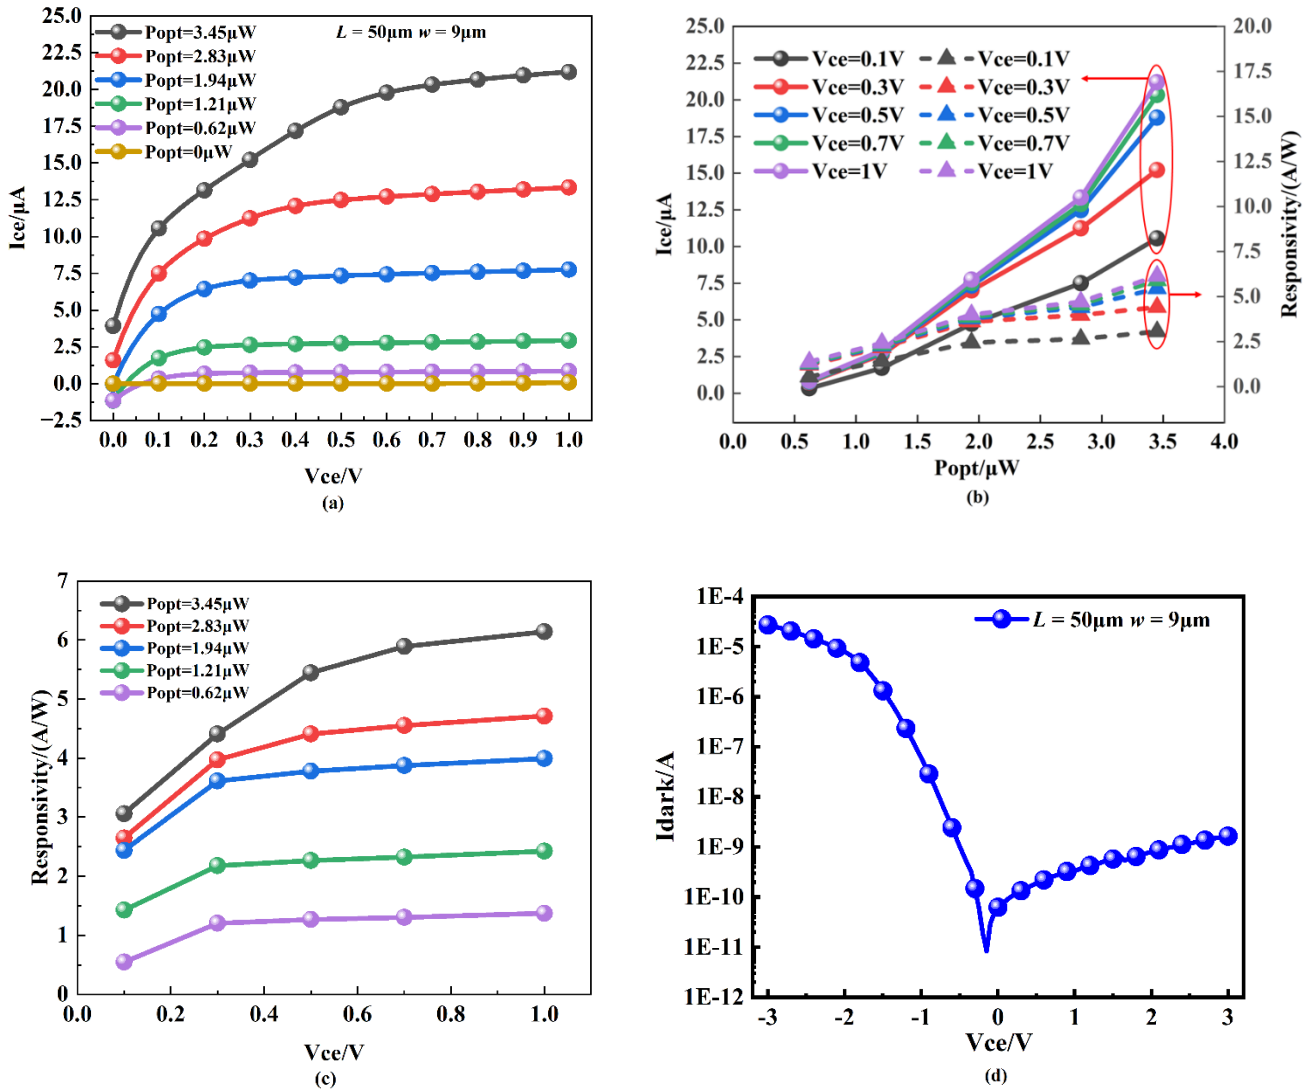 25.0
22.5
20.0
17.5
15.0
12.5
10.0
7.5
5.0
2.5
0.0
−2.5
Ice/μA
Popt=3.45μW
Popt=2.83μW
Popt=1.94μW
Popt=1.21μW
Popt=0.62μW
Popt=0μW
L = 50μm w = 9μm
0.0 0.1 0.2 0.3 0.4 0.5 0.6 0.7 0.8 0.9 1.0
Vce/V
(a)
25.0
22.5
20.0
17.5
15.0
12.5
10.0
7.5
5.0
2.5
0.0
Ice/μA
Vce=0.1V Vce=0.1V
Vce=0.3V Vce=0.3V
Vce=0.5V Vce=0.5V
Vce=0.7V Vce=0.7V
Vce=1V Vce=1V
20.0
17.5
15.0
12.5
10.0
7.5
5.0
2.5
0.0
Responsivity/(A/W)
0.0 0.5 1.0 1.5 2.0 2.5 3.0 3.5 4.0
Popt/μW
(b)
7
6
5
4
3
2
1
0
Responsivity/(A/W)
Popt=3.45μW
Popt=2.83μW
Popt=1.94μW
Popt=1.21μW
Popt=0.62μW
0.0 0.2 0.4 0.6 0.8 1.0
Vce/V
(c)
1E-4
1E-5
1E-6
1E-7
1E-8
1E-9
1E-10
1E-11
1E-12
Idark/A
L = 50μm w = 9μm
-3 -2 -1 0 1 2 3
Vce/V
(d)